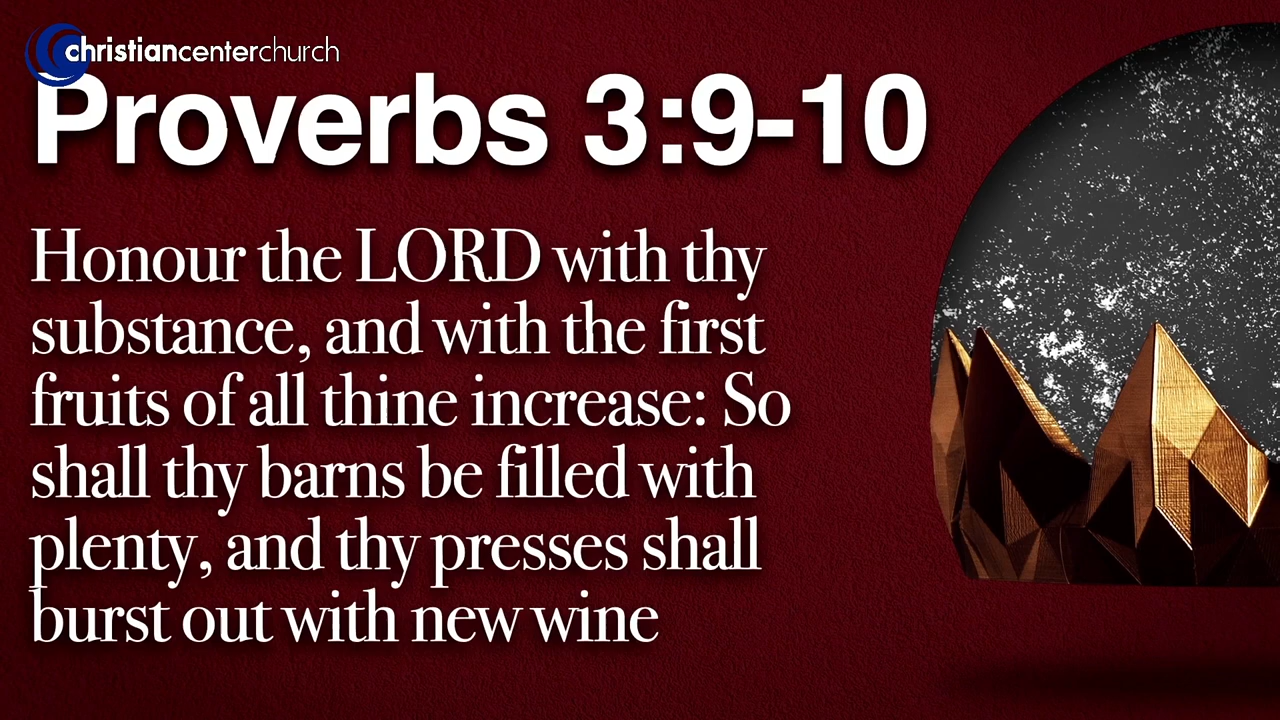 christiancenterchurch
Proverbs 3:9-10
Honour the LORD with thy
substance, and with the first
fruits of all thine increase: So
shall thy barns be filled with
plenty, and thy presses shall
burst out with new wine